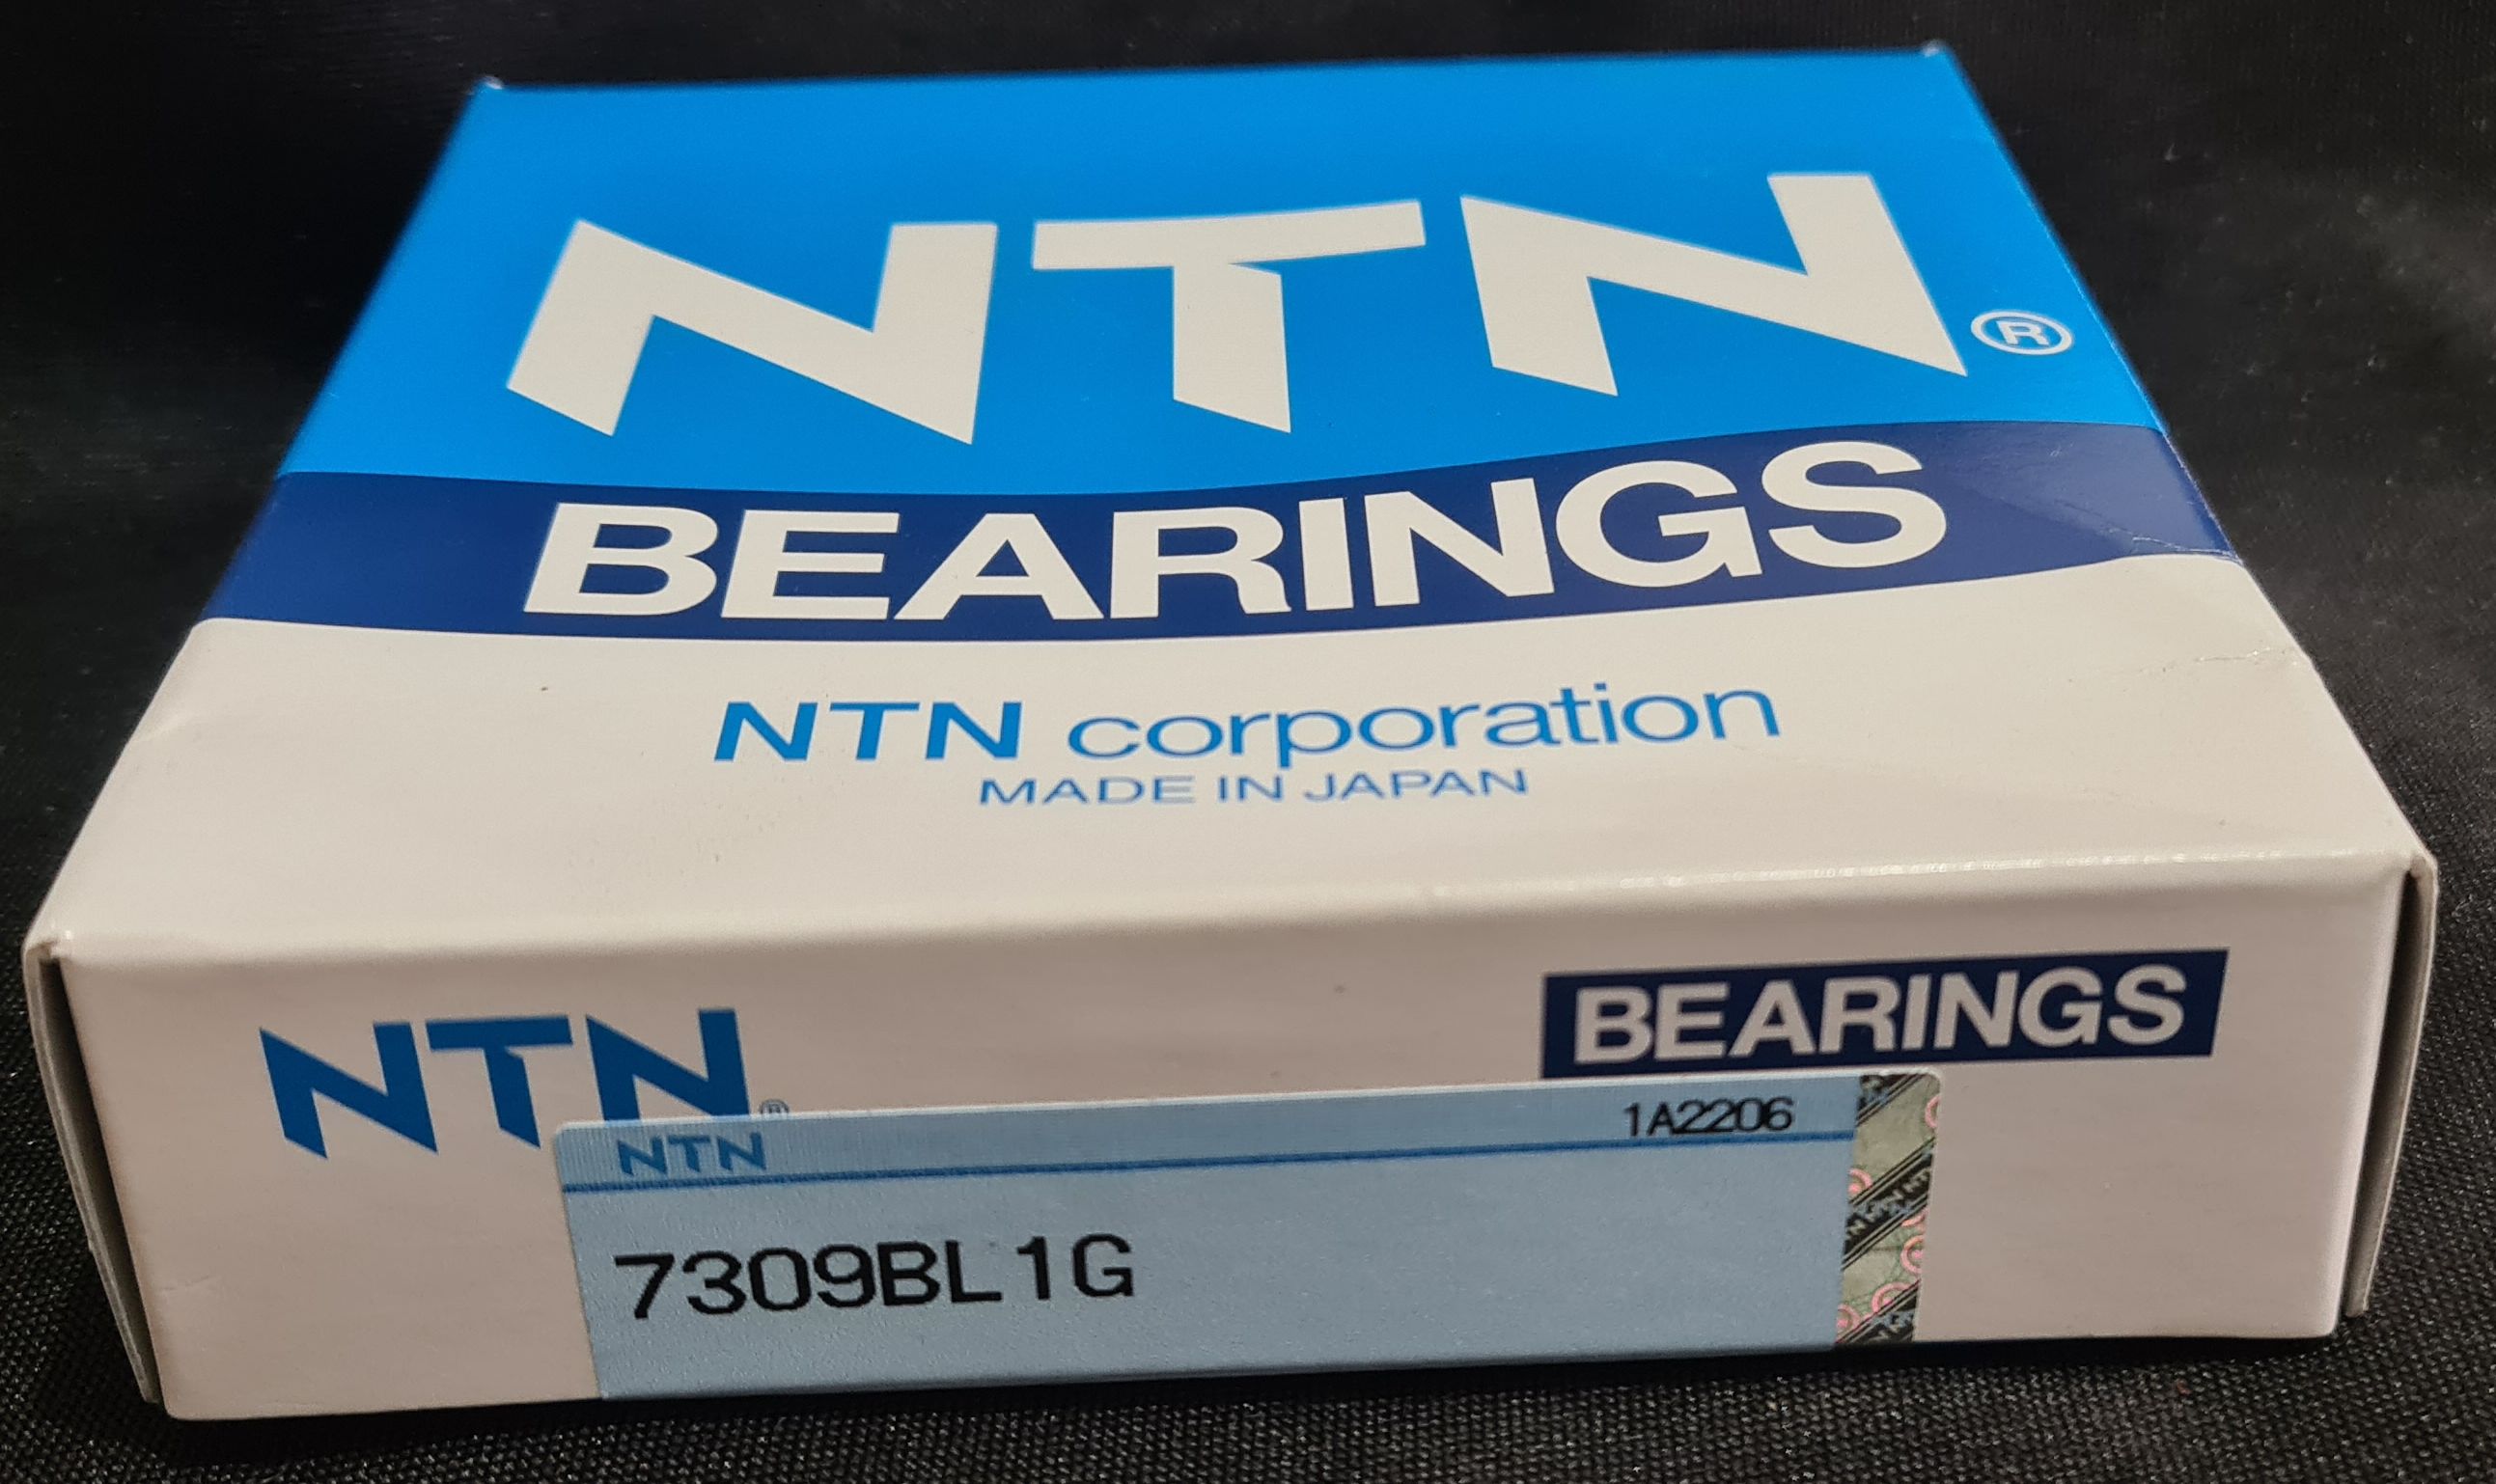 NTN®
BEARINGS
NTN corporation
MADE IN JAPAN
NTN®
BEARINGS
NTN
1A2206
7309BL1G